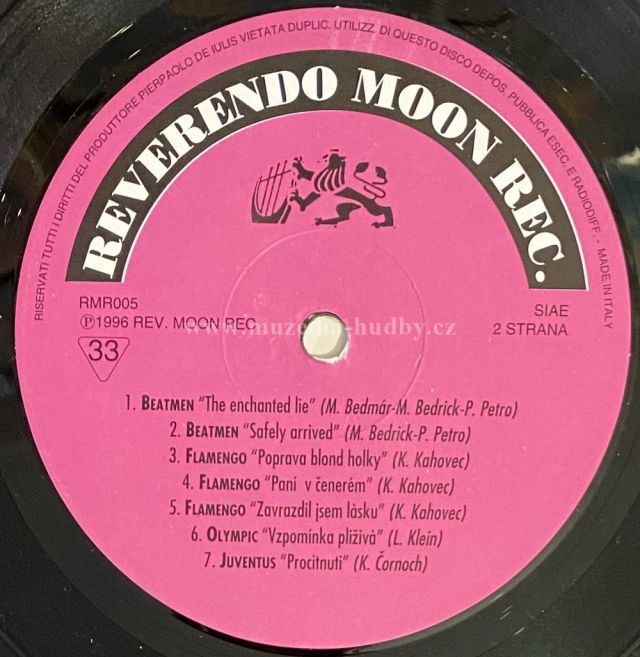 RISERVATI TUTTI I DIRITTI DEL PRODUTTORE PIERPAOLO DE IULIS VIETATA DUPLIC. UTILIZZ. DI QUESTO DISCO DEPOS. PUBBLICA ESEC. E RADIODIFF. - MADE IN ITALY
REVERENDO MOON REC.
RMR005
℗1996 REV. MOON REC.
33
SIAE
2 STRANA
www.muzeum-hudby.cz
1. BEATMEN “The enchanted lie” (M. Bedmár-M. Bedrick-P. Petro)
2. BEATMEN “Safely arrived” (M. Bedrick-P. Petro)
3. FLAMENGO “Poprava blond holky” (K. Kahovec)
4. FLAMENGO “Paní v čenerém” (K. Kahovec)
5. FLAMENGO “Zavrazdil jsem lásku” (K. Kahovec)
6. OLYMPIC “Vzpomínka pližívà” (L. Klein)
7. JUVENTUS “Procitnuti” (K. Čornoch)